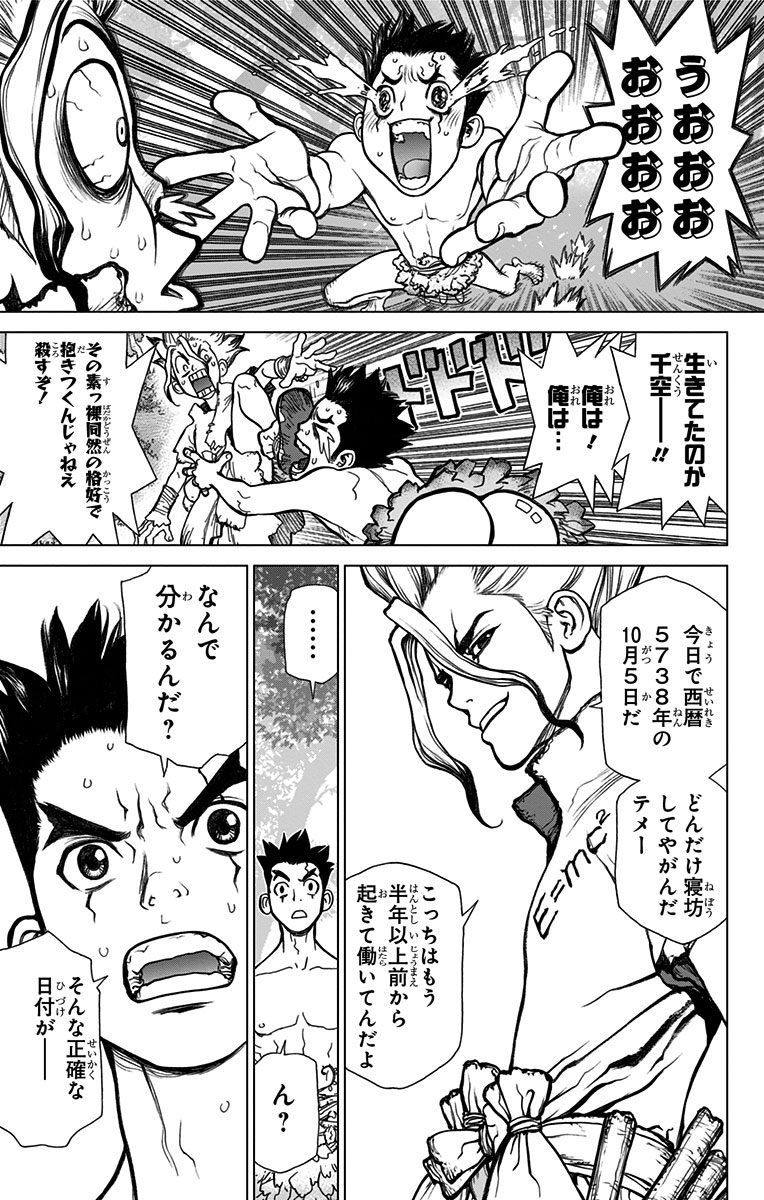 うおおお
おおおお
生きてたのか
千空――!!
俺は!
俺は…
ドドドド
その素っ裸同然の格好で
抱きつくんじゃねえ
殺すぞ!
今日で西暦
5738年の
10月5日だ
どんだけ寝坊
してやがんだ
テメー
E=mc²
こっちはもう
半年以上前から
起きて働いてんだよ
……
ん?
なんで
分かるんだ?
そんな正確な
日付が――